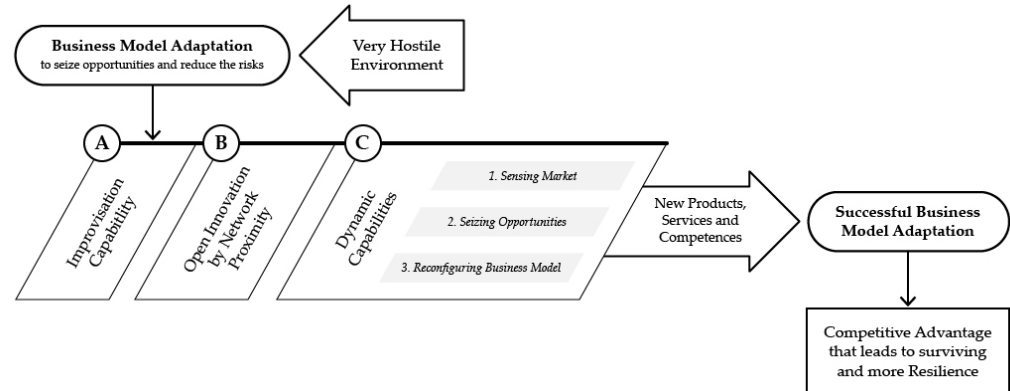 Business Model Adaptation
to seize opportunities and reduce the risks
Very Hostile
Environment
A
B
C
Improvisation
Capabtlity
Open Innovation
by Network
Proximity
Dynamic
Capabilities
1. Sensing Market
2. Seizing Opportunities
3. Reconfiguring Business Model
New Products,
Services and
Competences
Successful Business
Model Adaptation
Competitive Advantage
that leads to surviving
and more Resilience